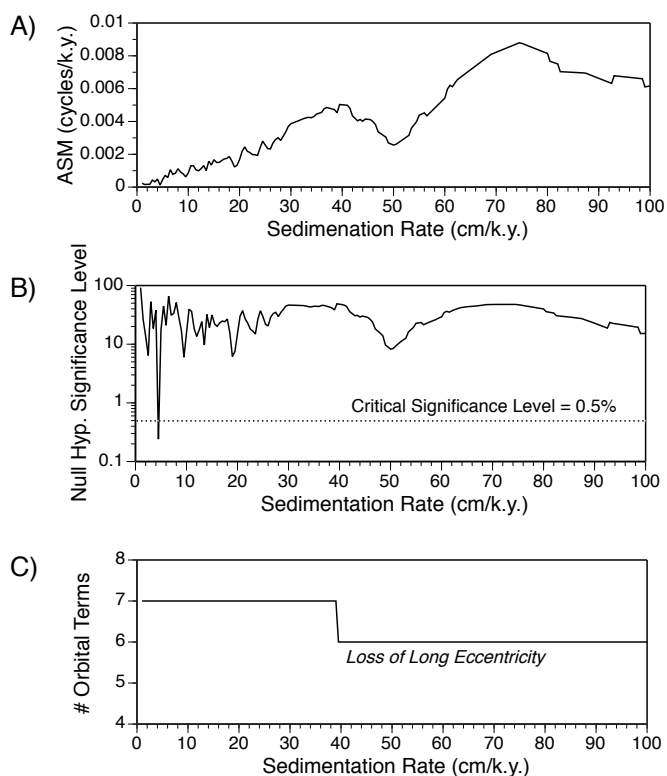 A)
ASM (cycles/k.y.)
0.01
0.008
0.006
0.004
0.002
0
0 10 20 30 40 50 60 70 80 90 100
Sedimenation Rate (cm/k.y.)
B)
Null Hyp. Significance Level
100
10
1
0.1
Critical Significance Level = 0.5%
0 10 20 30 40 50 60 70 80 90 100
Sedimentation Rate (cm/k.y.)
C)
# Orbital Terms
8
7
6
5
4
Loss of Long Eccentricity
0 10 20 30 40 50 60 70 80 90 100
Sedimentation Rate (cm/k.y.)